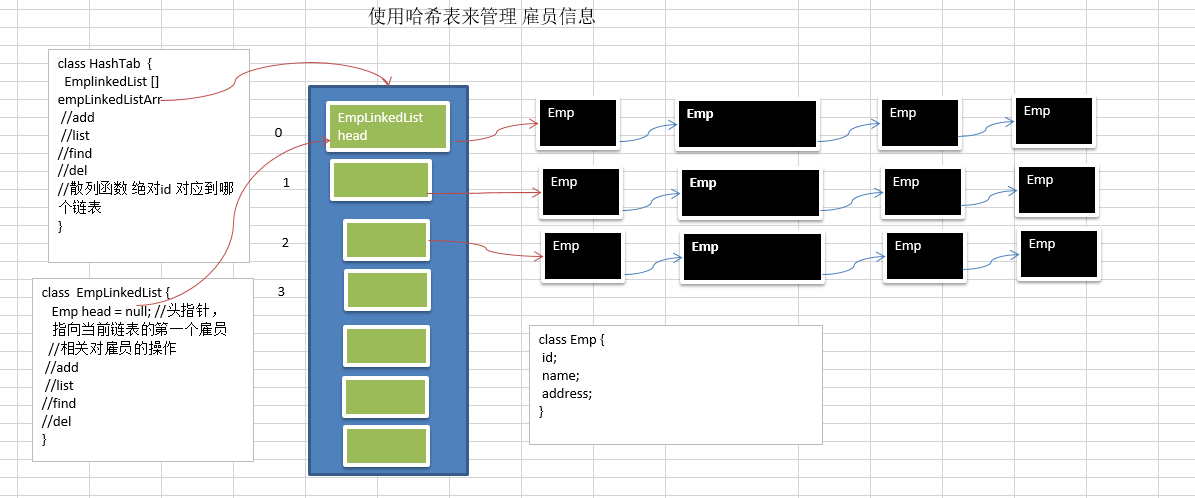 使用哈希表来管理 雇员信息
class HashTab {
EmplinkedList []
empLinkedListArr
//add
//list
//find
//del
//散列函数 绝对id 对应到哪
个链表
}
class EmpLinkedList {
Emp head = null; //头指针，
指向当前链表的第一个雇员
//相关对雇员的操作
//add
//list
//find
//del
}
0
1
2
3
EmpLinkedList
head
Emp
Emp
Emp
Emp
Emp
Emp
Emp
Emp
Emp
Emp
Emp
Emp
class Emp {
id;
name;
address;
}